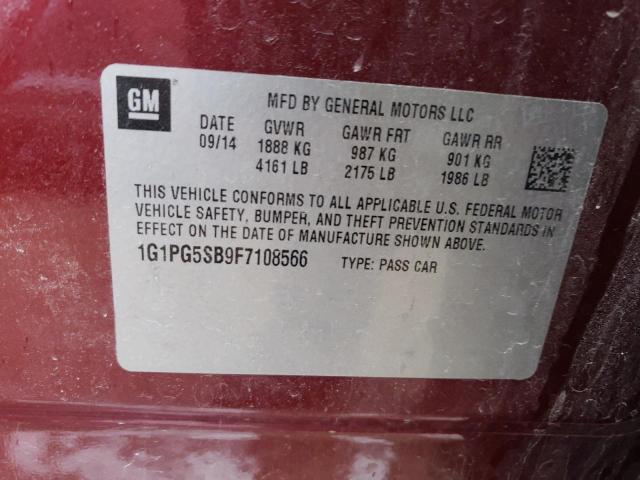 GM
MFD BY GENERAL MOTORS LLC
DATE GVWR GAWR FRT GAWR RR
09/14 1888 KG 987 KG 901 KG
4161 LB 2175 LB 1986 LB
THIS VEHICLE CONFORMS TO ALL APPLICABLE U.S. FEDERAL MOTOR
VEHICLE SAFETY, BUMPER, AND THEFT PREVENTION STANDARDS IN
EFFECT ON THE DATE OF MANUFACTURE SHOWN ABOVE.
1G1PG5SB9F7108566 TYPE: PASS CAR